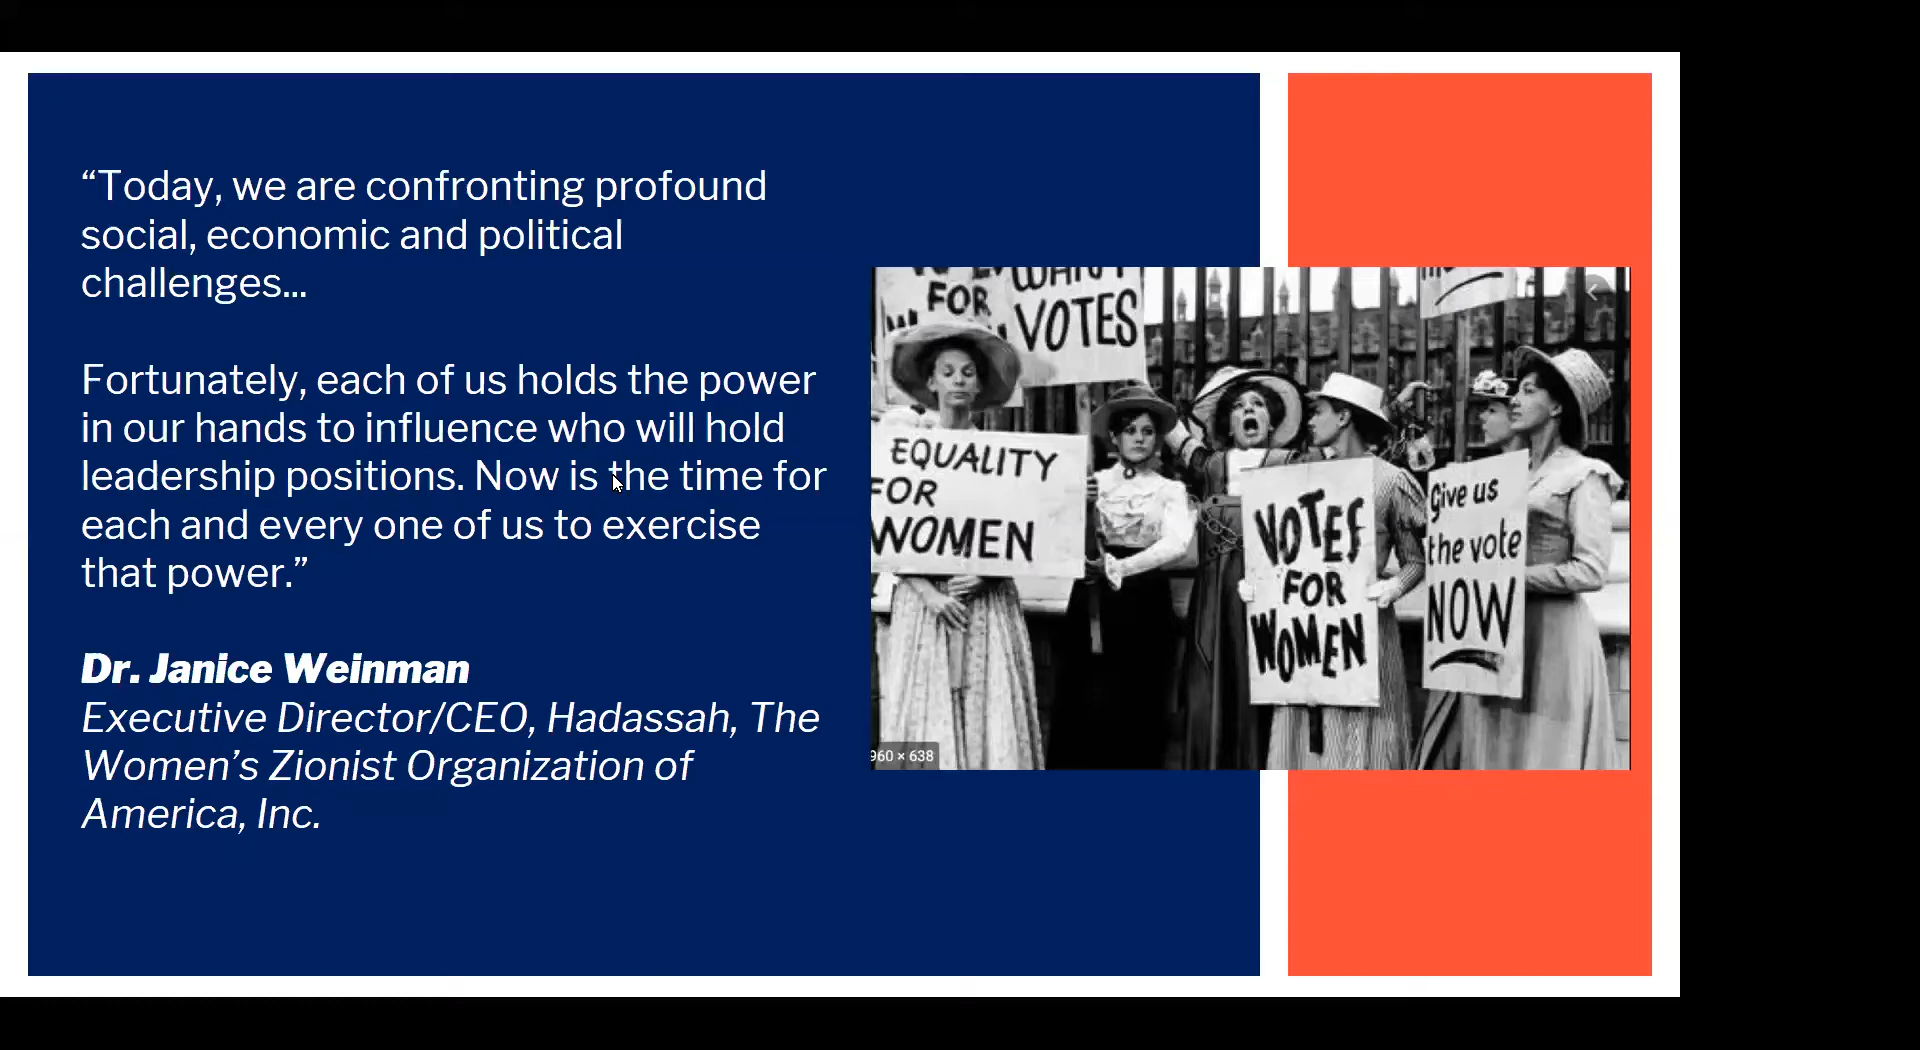 “Today, we are confronting profound
social, economic and political
challenges...
Fortunately, each of us holds the power
in our hands to influence who will hold
leadership positions. Now is the time for
each and every one of us to exercise
that power.”
Dr. Janice Weinman
Executive Director/CEO, Hadassah, The
Women’s Zionist Organization of
America, Inc.
FOR
VOTES
EQUALITY
FOR
WOMEN
VOTES
FOR
WOMEN
Give us
the vote
NOW
960 × 638